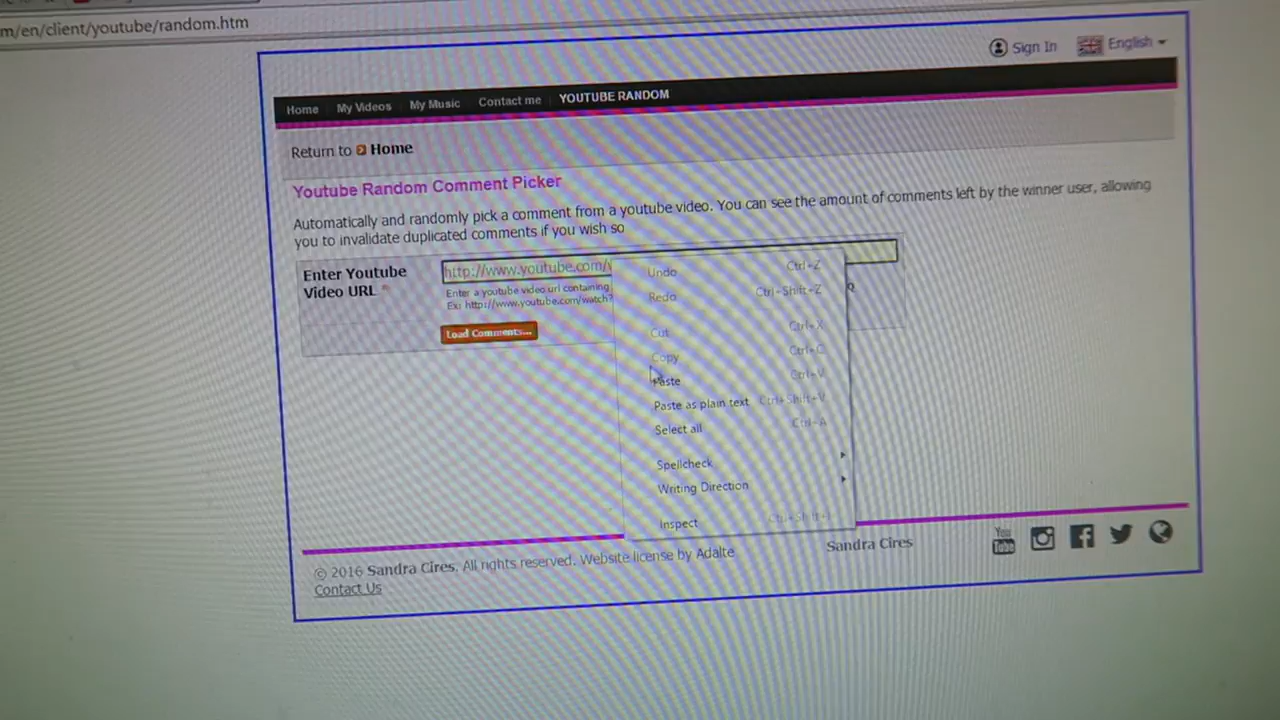 m/en/client/youtube/random.htm
Sign In English
Home My Videos My Music Contact me YOUTUBE RANDOM
Return to Home
Youtube Random Comment Picker
Automatically and randomly pick a comment from a youtube video. You can see the amount of comments left by the winner user, allowing
you to invalidate duplicated comments if you wish so
Enter Youtube
Video URL *
http://www.youtube.com/
Enter a youtube video url containing
Ex: http://www.youtube.com/watch?
Load Comments...
Undo Ctrl+Z
Redo Ctrl+Shift+Z
Cut Ctrl+X
Copy Ctrl+C
Paste Ctrl+V
Paste as plain text Ctrl+Shift+V
Select all Ctrl+A
Spellcheck
Writing Direction
Inspect Ctrl+Shift+I
© 2016 Sandra Cires. All rights reserved. Website license by Adalte
Contact Us
Sandra Cires
You
Tube